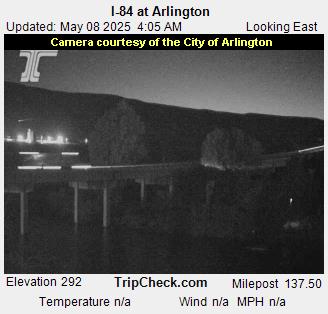 I-84 at Arlington
Updated: May 08 2025 4:05 AM Looking East
Camera courtesy of the City of Arlington
Elevation 292 TripCheck.com Milepost 137.50
Temperature n/a Wind n/a MPH n/a